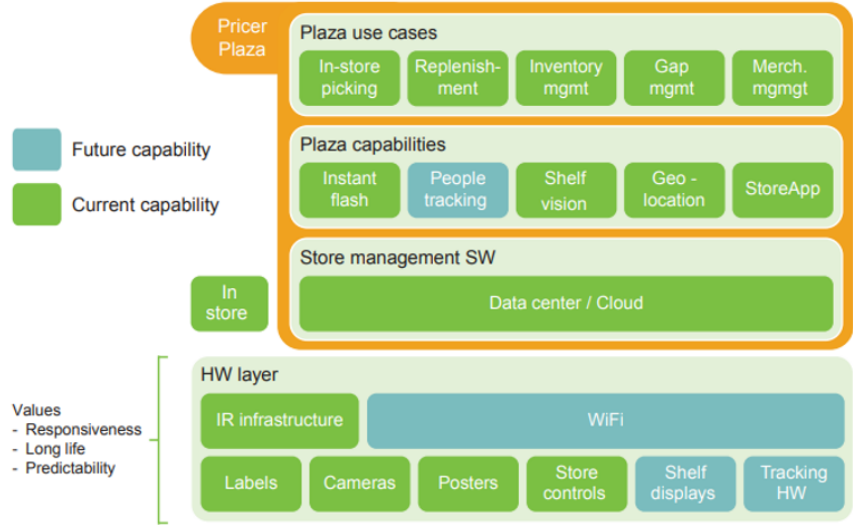 Pricer
Plaza
Plaza use cases
In-store
picking
Replenish-
ment
Inventory
mgmt
Gap
mgmt
Merch.
mgmgt
Future capability
Current capability
Plaza capabilities
Instant
flash
People
tracking
Shelf
vision
Geo -
location
StoreApp
Store management SW
In
store
Data center / Cloud
HW layer
Values
- Responsiveness
- Long life
- Predictability
IR infrastructure
WiFi
Labels
Cameras
Posters
Store
controls
Shelf
displays
Tracking
HW